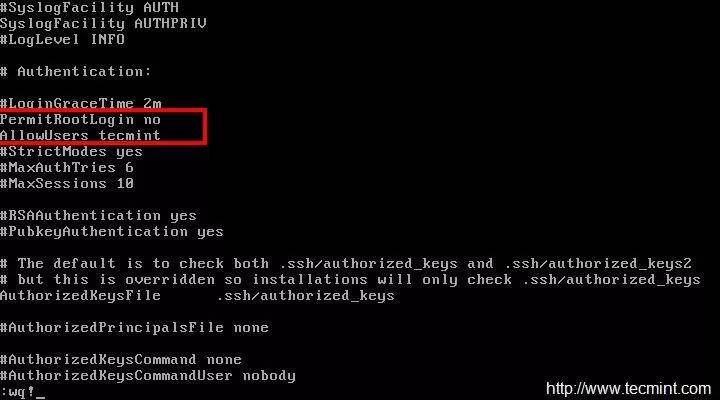 #SyslogFacility AUTH
SyslogFacility AUTHPRIV
#LogLevel INFO
# Authentication:
#LoginGraceTime 2m
PermitRootLogin no
AllowUsers tecmint
#StrictModes yes
#MaxAuthTries 6
#MaxSessions 10
#RSAAuthentication yes
#PubkeyAuthentication yes
# The default is to check both .ssh/authorized_keys and .ssh/authorized_keys2
# but this is overridden so installations will only check .ssh/authorized_keys
AuthorizedKeysFile      .ssh/authorized_keys
#AuthorizedPrincipalsFile none
#AuthorizedKeysCommand none
#AuthorizedKeysCommandUser nobody
:wq!_
http://www.tecmint.com